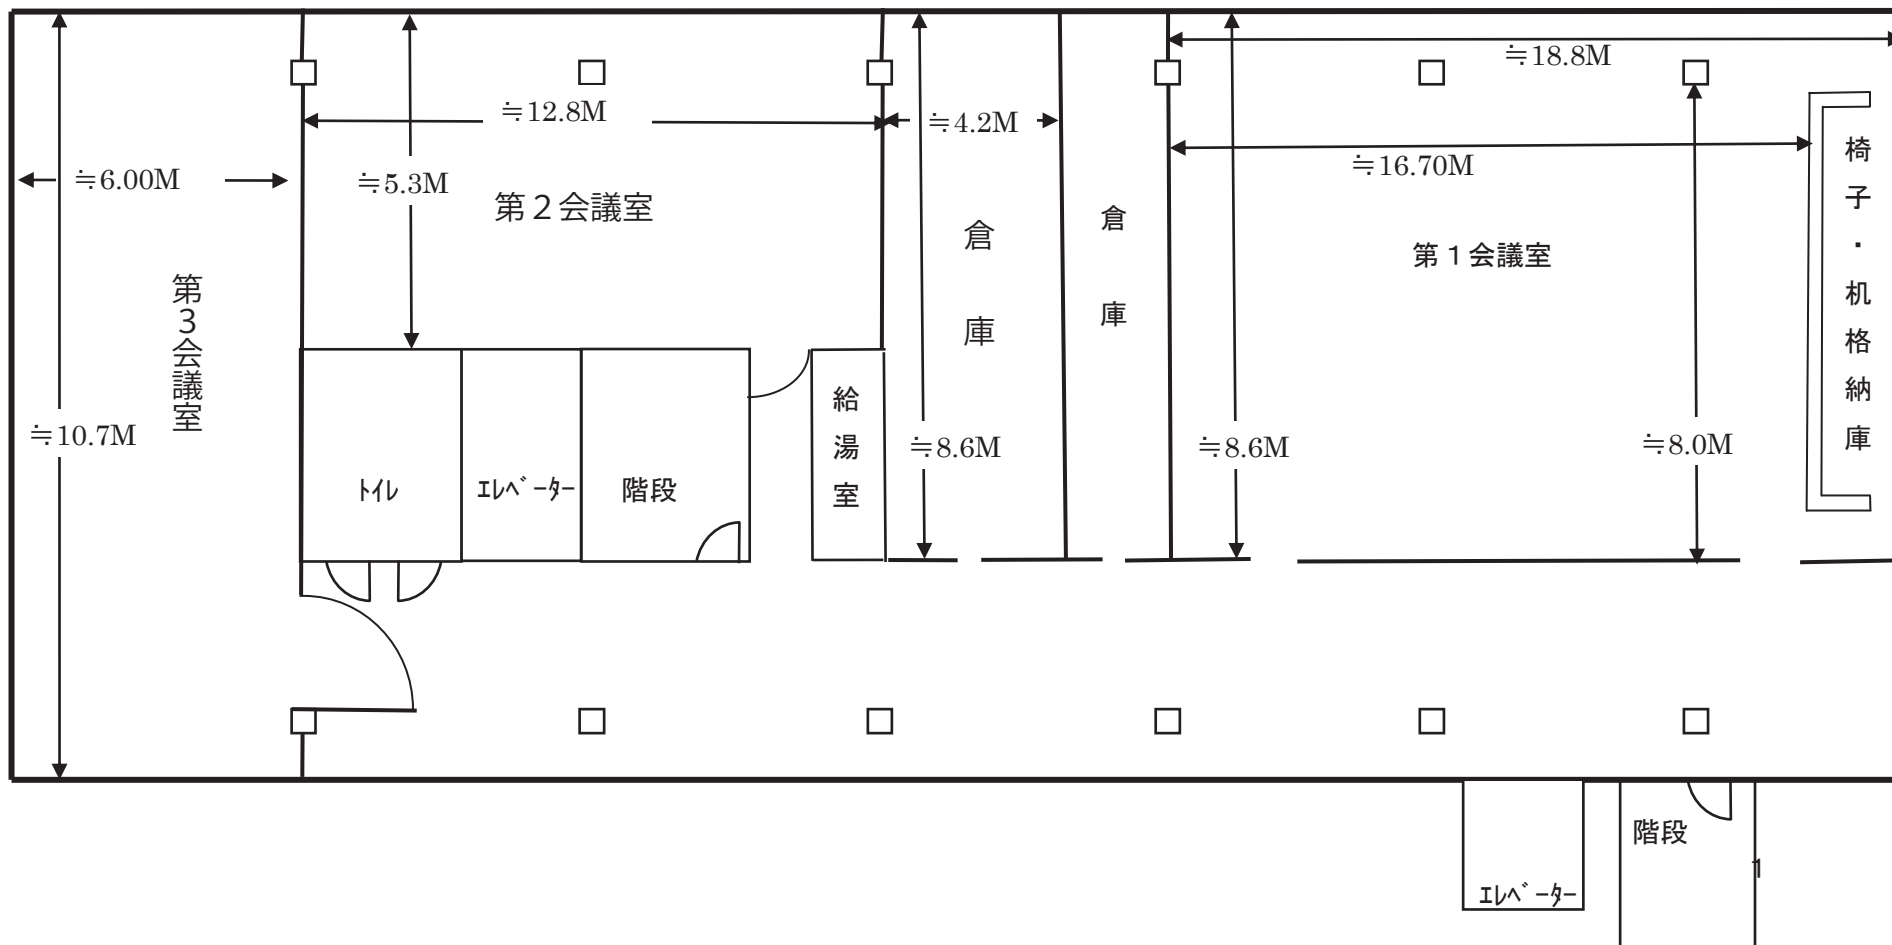 ≒18.8M
≒12.8M
≒4.2M
≒16.70M
≒6.00M
≒5.3M
第２会議室
倉庫
倉庫
第１会議室
椅子・机格納庫
第３会議室
≒10.7M
給湯室
≒8.6M
≒8.6M
≒8.0M
ﾄｲﾚ
ｴﾚﾍﾞｰﾀｰ
階段
階段
1
ｴﾚﾍﾞｰﾀｰ